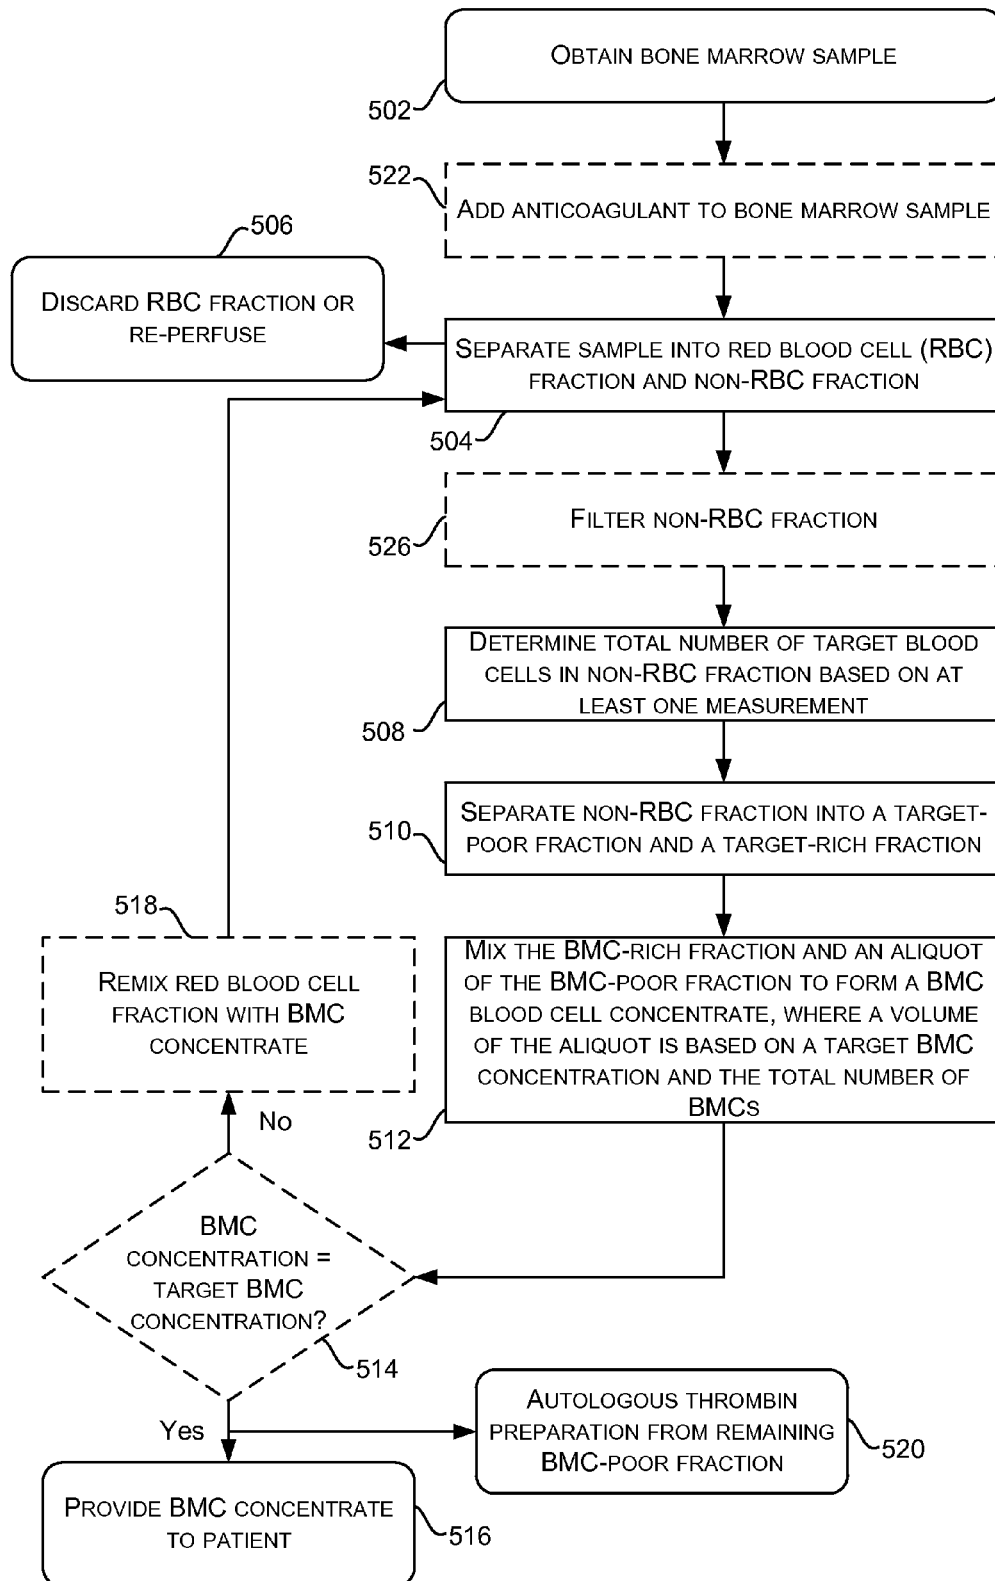 OBTAIN BONE MARROW SAMPLE
502
522
ADD ANTICOAGULANT TO BONE MARROW SAMPLE
506
DISCARD RBC FRACTION OR
RE-PERFUSE
SEPARATE SAMPLE INTO RED BLOOD CELL (RBC)
FRACTION AND NON-RBC FRACTION
504
FILTER NON-RBC FRACTION
526
DETERMINE TOTAL NUMBER OF TARGET BLOOD
CELLS IN NON-RBC FRACTION BASED ON AT
LEAST ONE MEASUREMENT
508
SEPARATE NON-RBC FRACTION INTO A TARGET-
POOR FRACTION AND A TARGET-RICH FRACTION
510
518
REMIX RED BLOOD CELL
FRACTION WITH BMC
CONCENTRATE
MIX THE BMC-RICH FRACTION AND AN ALIQUOT
OF THE BMC-POOR FRACTION TO FORM A BMC
BLOOD CELL CONCENTRATE, WHERE A VOLUME
OF THE ALIQUOT IS BASED ON A TARGET BMC
CONCENTRATION AND THE TOTAL NUMBER OF
BMCS
512
No
BMC
CONCENTRATION =
TARGET BMC
CONCENTRATION?
514
Yes
AUTOLOGOUS THROMBIN
PREPARATION FROM REMAINING
BMC-POOR FRACTION
520
PROVIDE BMC CONCENTRATE
TO PATIENT
516